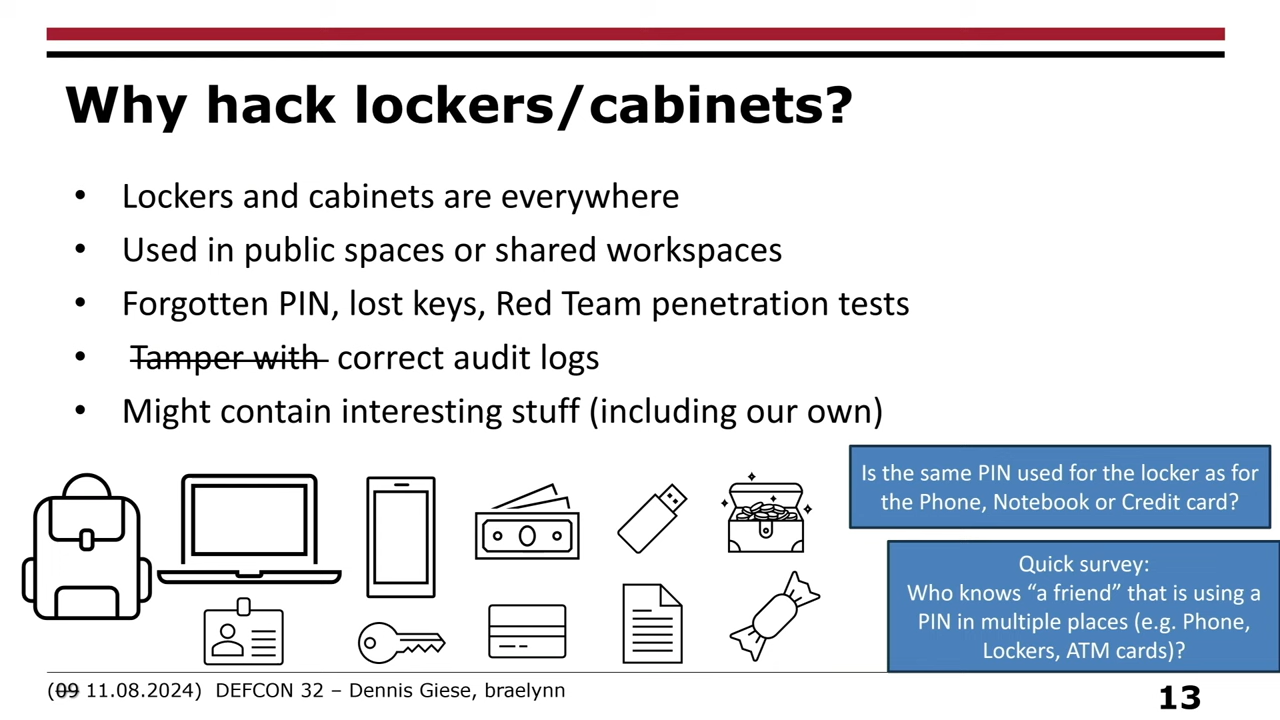 Why hack lockers/cabinets?
• Lockers and cabinets are everywhere
• Used in public spaces or shared workspaces
• Forgotten PIN, lost keys, Red Team penetration tests
• Tamper with correct audit logs
• Might contain interesting stuff (including our own)
Is the same PIN used for the locker as for
the Phone, Notebook or Credit card?
Quick survey:
Who knows “a friend” that is using a
PIN in multiple places (e.g. Phone,
Lockers, ATM cards)?
(09 11.08.2024) DEFCON 32 – Dennis Giese, braelynn
13